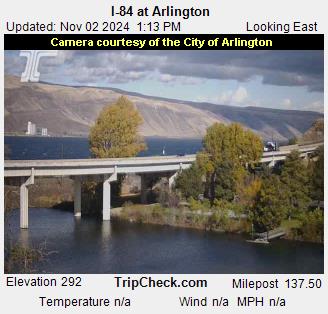 I-84 at Arlington
Updated: Nov 02 2024 1:13 PM Looking East
Camera courtesy of the City of Arlington
Elevation 292 TripCheck.com Milepost 137.50
Temperature n/a Wind n/a MPH n/a